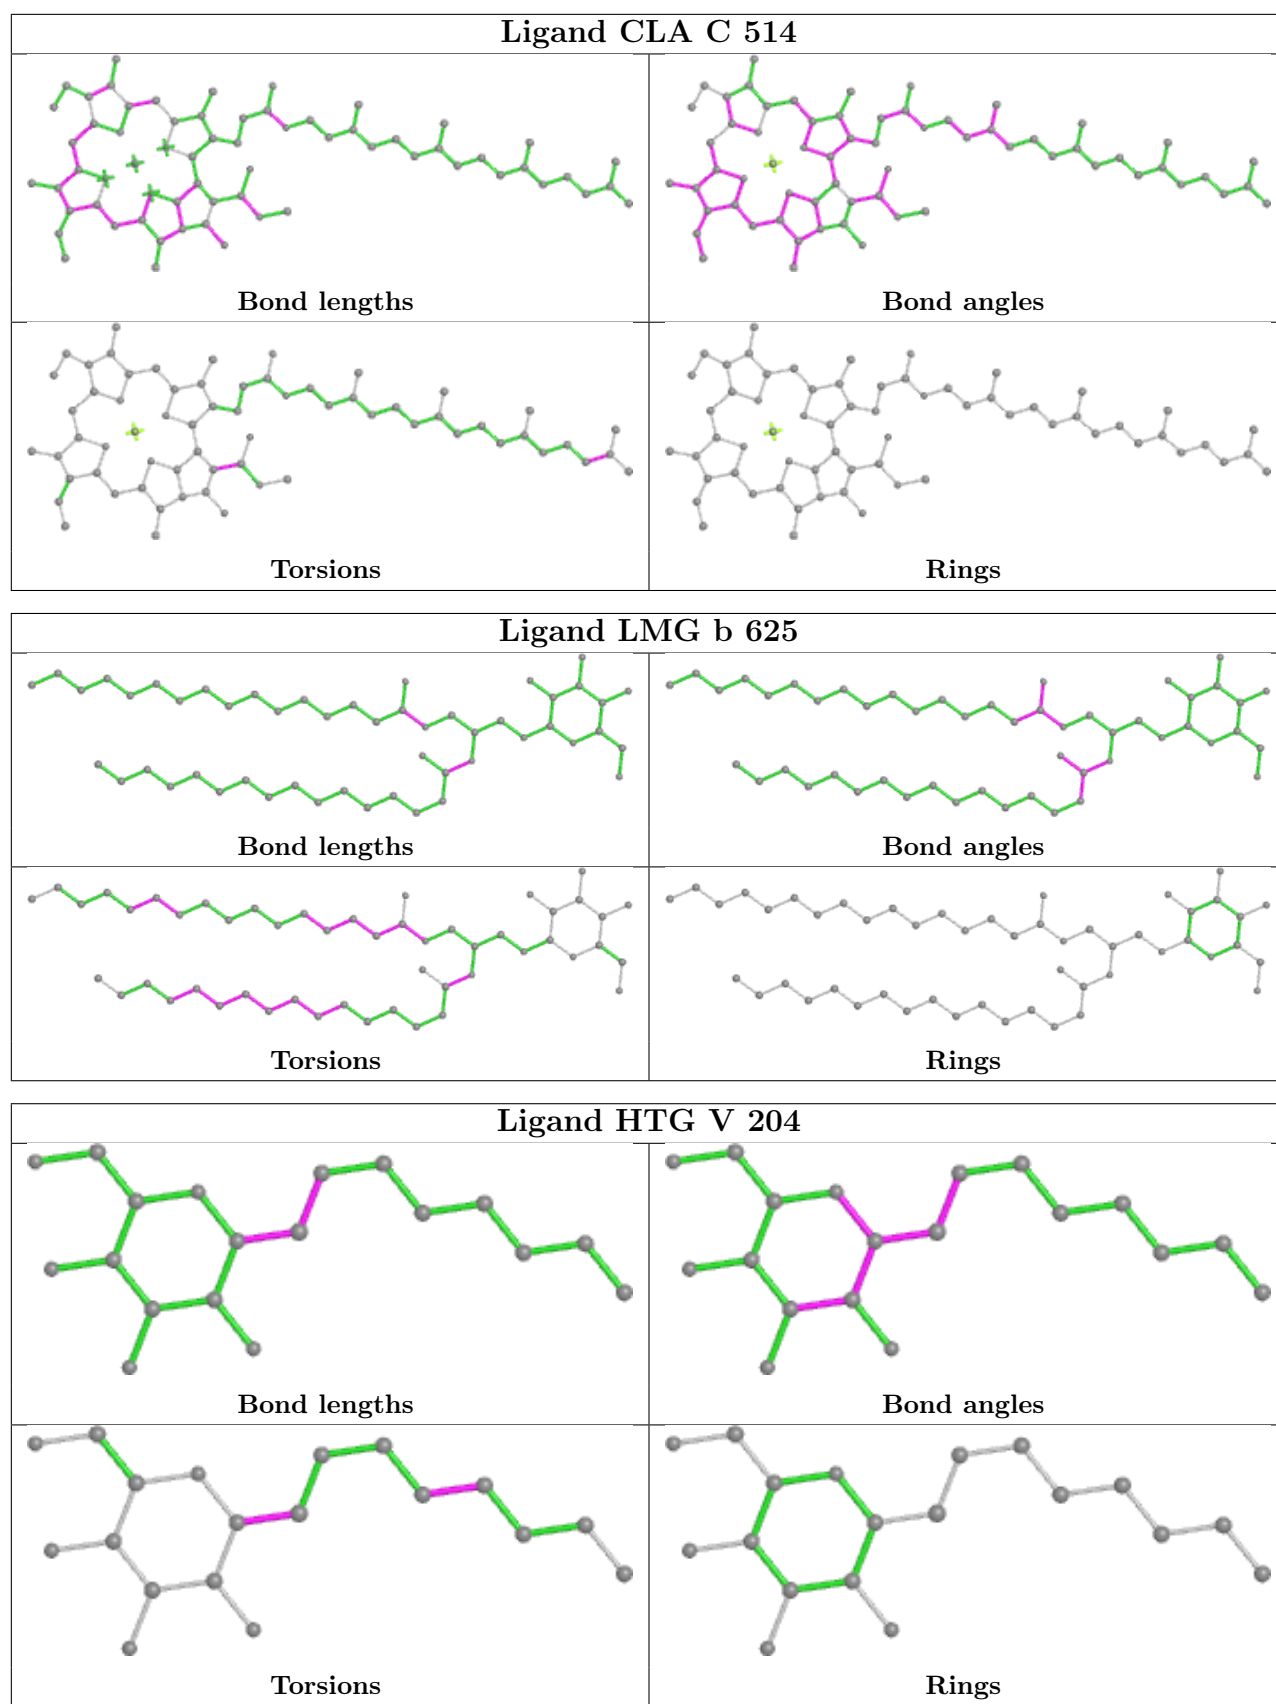 Ligand CLA C 514
Bond lengths
Bond angles
Torsions
Rings
Ligand LMG b 625
Bond lengths
Bond angles
Torsions
Rings
Ligand HTG V 204
Bond lengths
Bond angles
Torsions
Rings